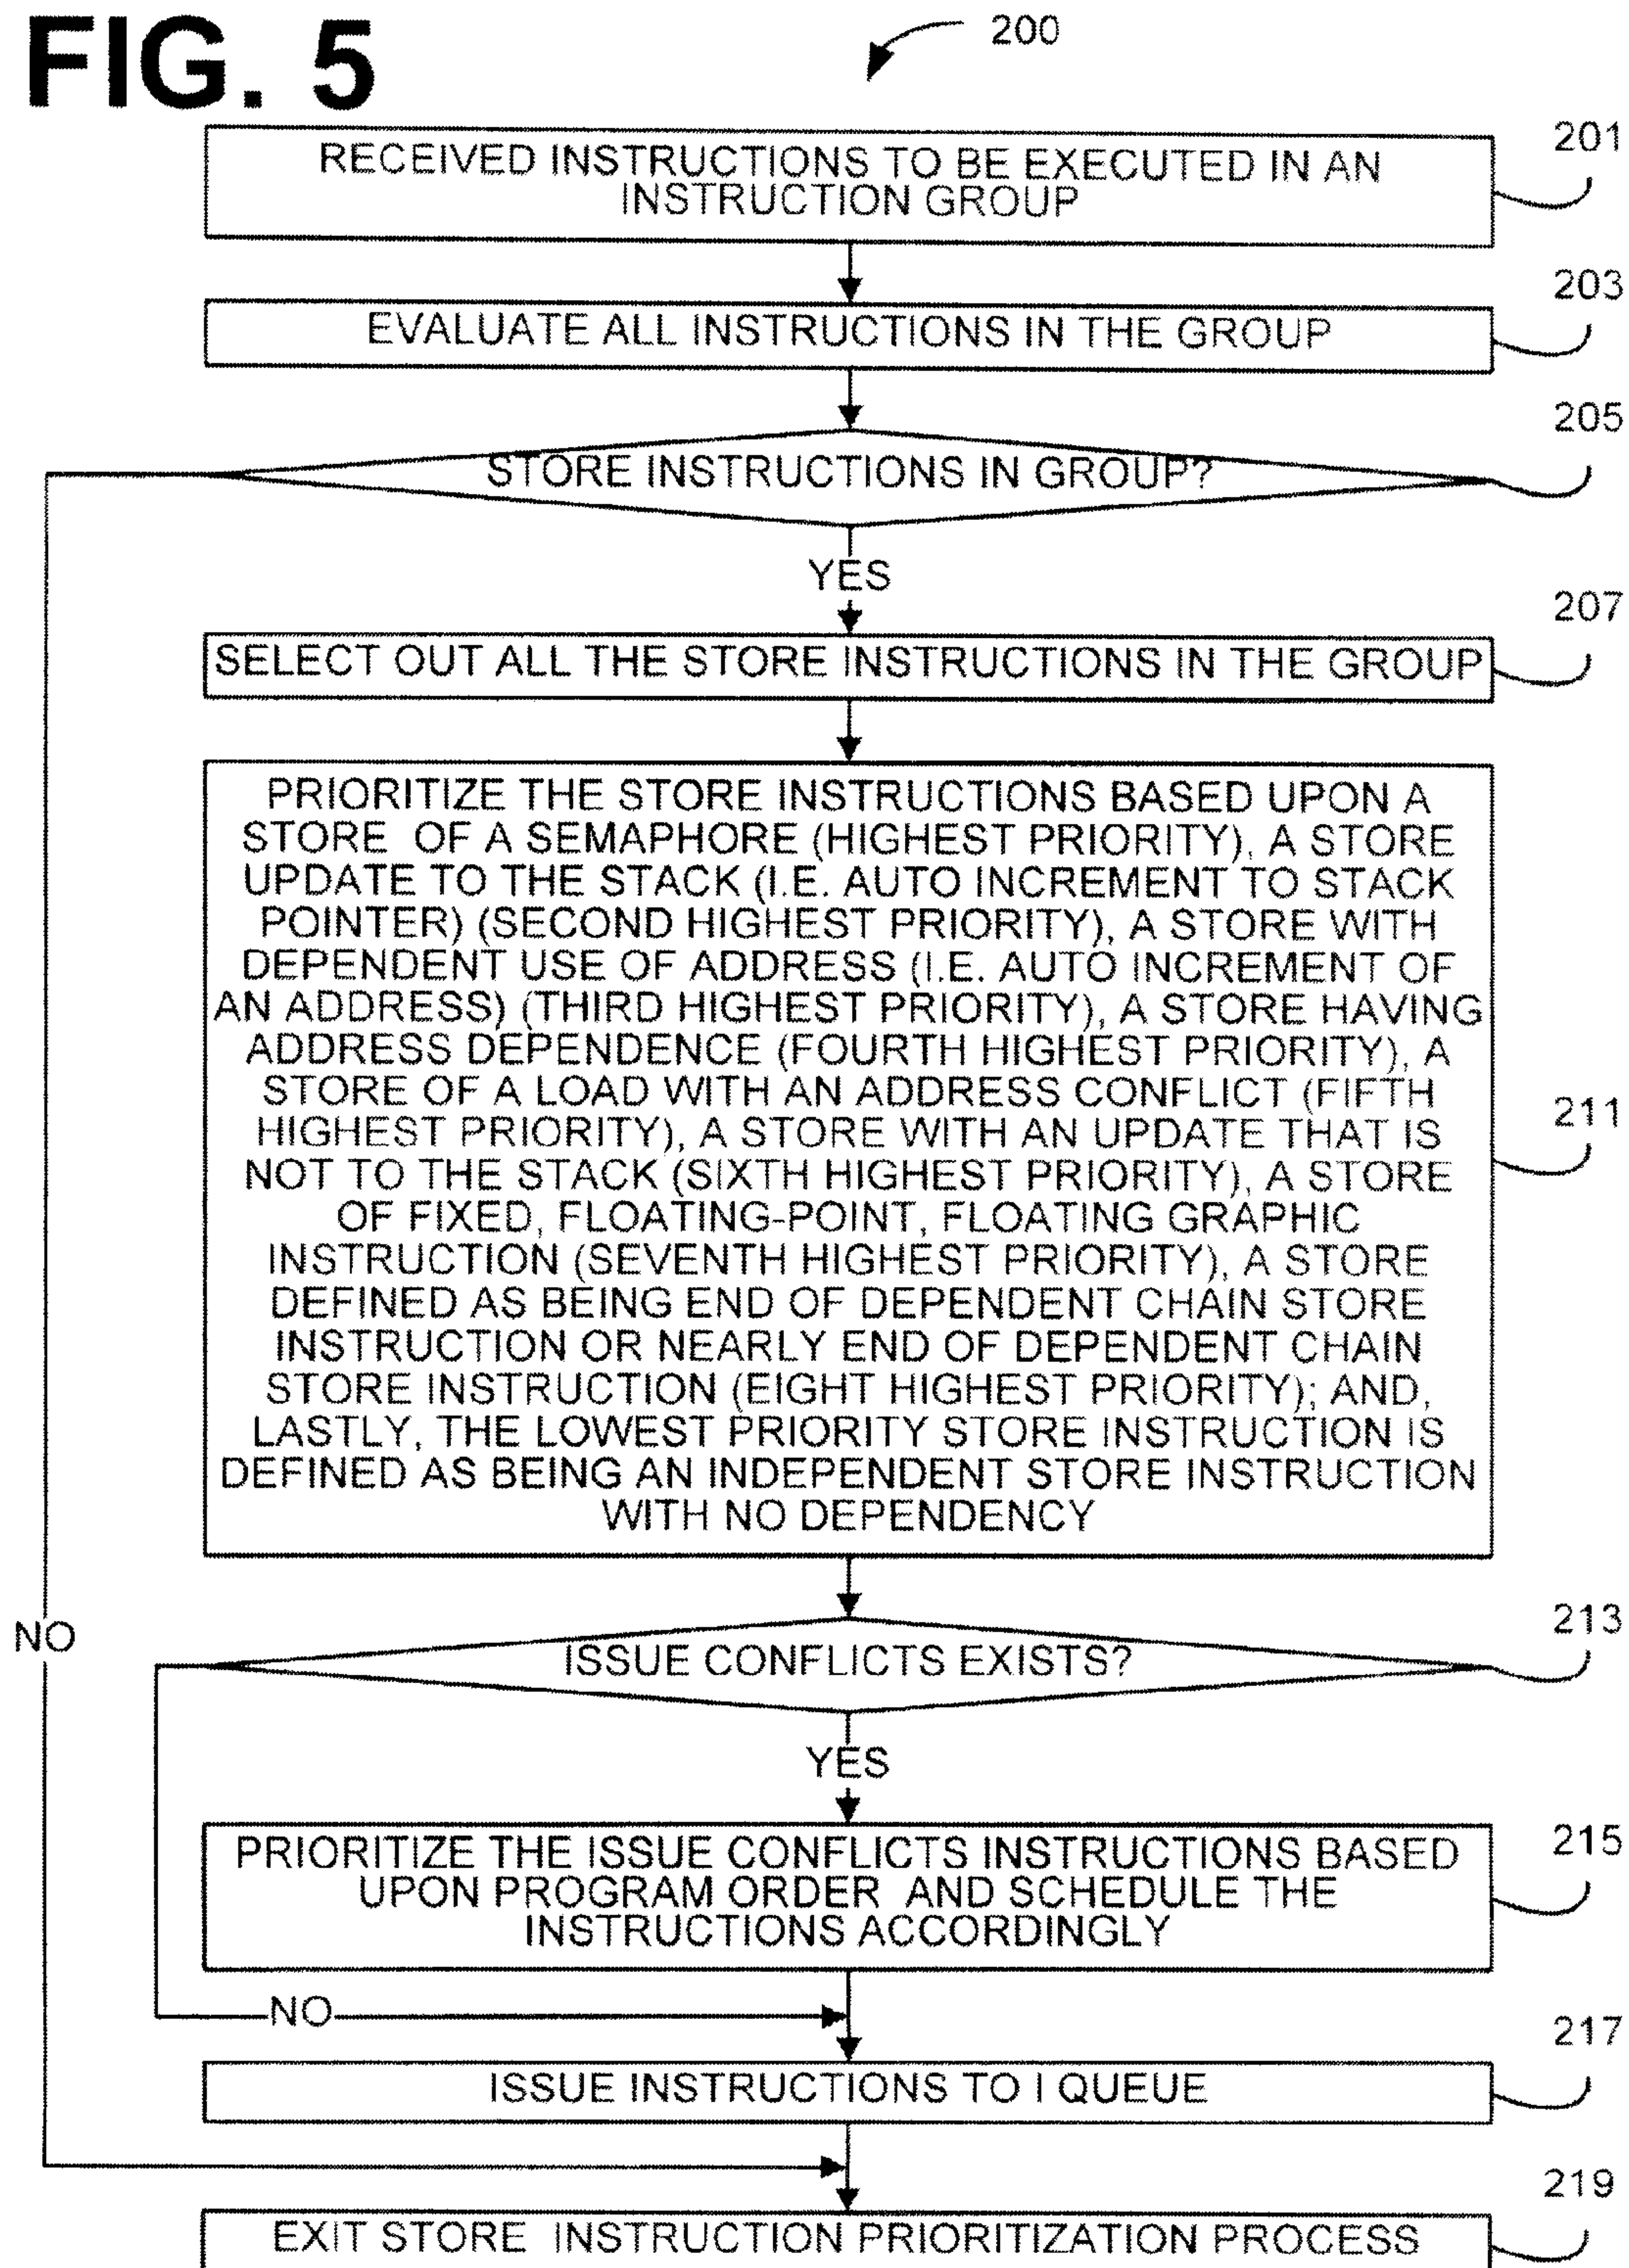 FIG. 5
200
RECEIVED INSTRUCTIONS TO BE EXECUTED IN AN
INSTRUCTION GROUP
201
EVALUATE ALL INSTRUCTIONS IN THE GROUP
203
STORE INSTRUCTIONS IN GROUP?
205
YES
SELECT OUT ALL THE STORE INSTRUCTIONS IN THE GROUP
207
PRIORITIZE THE STORE INSTRUCTIONS BASED UPON A
STORE OF A SEMAPHORE (HIGHEST PRIORITY), A STORE
UPDATE TO THE STACK (I.E. AUTO INCREMENT TO STACK
POINTER) (SECOND HIGHEST PRIORITY), A STORE WITH
DEPENDENT USE OF ADDRESS (I.E. AUTO INCREMENT OF
AN ADDRESS) (THIRD HIGHEST PRIORITY), A STORE HAVING
ADDRESS DEPENDENCE (FOURTH HIGHEST PRIORITY), A
STORE OF A LOAD WITH AN ADDRESS CONFLICT (FIFTH
HIGHEST PRIORITY), A STORE WITH AN UPDATE THAT IS
NOT TO THE STACK (SIXTH HIGHEST PRIORITY), A STORE
OF FIXED, FLOATING-POINT, FLOATING GRAPHIC
INSTRUCTION (SEVENTH HIGHEST PRIORITY), A STORE
DEFINED AS BEING END OF DEPENDENT CHAIN STORE
INSTRUCTION OR NEARLY END OF DEPENDENT CHAIN
STORE INSTRUCTION (EIGHT HIGHEST PRIORITY); AND,
LASTLY, THE LOWEST PRIORITY STORE INSTRUCTION IS
DEFINED AS BEING AN INDEPENDENT STORE INSTRUCTION
WITH NO DEPENDENCY
211
NO
ISSUE CONFLICTS EXISTS?
213
YES
PRIORITIZE THE ISSUE CONFLICTS INSTRUCTIONS BASED
UPON PROGRAM ORDER AND SCHEDULE THE
INSTRUCTIONS ACCORDINGLY
215
NO
ISSUE INSTRUCTIONS TO I QUEUE
217
EXIT STORE INSTRUCTION PRIORITIZATION PROCESS
219